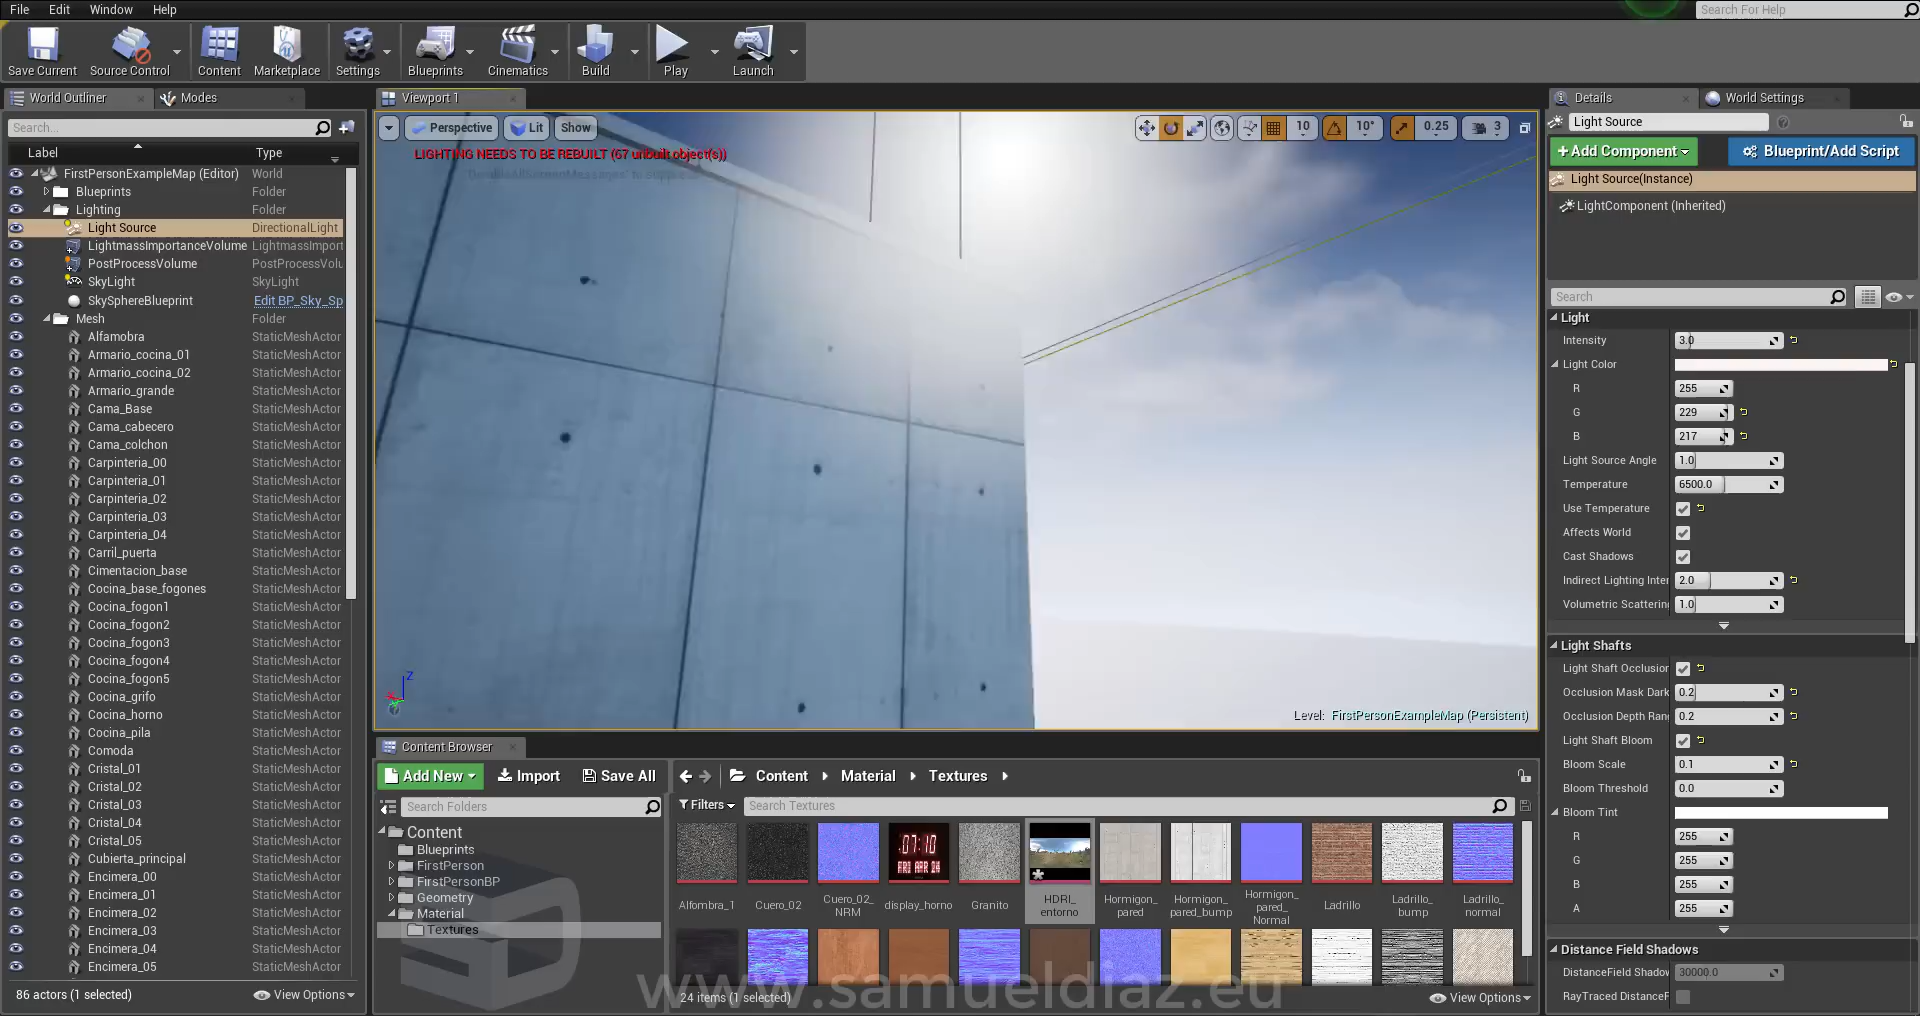 File Edit Window Help
Search For Help
Save Current Source Control Content Marketplace Settings Blueprints Cinematics Build Play Launch
World Outliner Modes
Search...
Label Type
FirstPersonExampleMap (Editor) World
Blueprints Folder
Lighting Folder
Light Source DirectionalLight
LightmassImportanceVolume LightmassImport
PostProcessVolume PostProcessVolu
SkyLight SkyLight
SkySphereBlueprint Edit BP_Sky_Sp
Mesh Folder
Alfamobra StaticMeshActor
Armario_cocina_01 StaticMeshActor
Armario_cocina_02 StaticMeshActor
Armario_grande StaticMeshActor
Cama_Base StaticMeshActor
Cama_cabecero StaticMeshActor
Cama_colchon StaticMeshActor
Carpinteria_00 StaticMeshActor
Carpinteria_01 StaticMeshActor
Carpinteria_02 StaticMeshActor
Carpinteria_03 StaticMeshActor
Carpinteria_04 StaticMeshActor
Carril_puerta StaticMeshActor
Cimentacion_base StaticMeshActor
Cocina_base_fogones StaticMeshActor
Cocina_fogon1 StaticMeshActor
Cocina_fogon2 StaticMeshActor
Cocina_fogon3 StaticMeshActor
Cocina_fogon4 StaticMeshActor
Cocina_fogon5 StaticMeshActor
Cocina_grifo StaticMeshActor
Cocina_horno StaticMeshActor
Cocina_pila StaticMeshActor
Comoda StaticMeshActor
Cristal_01 StaticMeshActor
Cristal_02 StaticMeshActor
Cristal_03 StaticMeshActor
Cristal_04 StaticMeshActor
Cristal_05 StaticMeshActor
Cubierta_principal StaticMeshActor
Encimera_00 StaticMeshActor
Encimera_01 StaticMeshActor
Encimera_02 StaticMeshActor
Encimera_03 StaticMeshActor
Encimera_04 StaticMeshActor
Encimera_05 StaticMeshActor
86 actors (1 selected) View Options
Viewport 1
Perspective Lit Show 10 10° 0.25 3
LIGHTING NEEDS TO BE REBUILT (67 unbuilt object(s))
Z
Level: FirstPersonExampleMap (Persistent)
Content Browser
Add New Import Save All Content Material Textures
Search Folders
Filters Search Textures
Content
Blueprints
FirstPerson
FirstPersonBP
Geometry
Material
Textures
07:10
FRI APR 24
Alfombra_1 Cuero_02 Cuero_02_NRM display_horno Granito HDRI_entorno Hormigon_pared Hormigon_pared_bump Hormigon_pared_Normal Ladrillo Ladrillo_bump Ladrillo_normal
24 items (1 selected) View Options
www.samueldiaz.eu
Details World Settings
Light Source
+Add Component Blueprint/Add Script
Light Source(Instance)
LightComponent (Inherited)
Search
Light
Intensity 3.0
Light Color
R 255
G 229
B 217
Light Source Angle 1.0
Temperature 6500.0
Use Temperature
Affects World
Cast Shadows
Indirect Lighting Inter 2.0
Volumetric Scattering 1.0
Light Shafts
Light Shaft Occlusion
Occlusion Mask Dark 0.2
Occlusion Depth Ran 0.2
Light Shaft Bloom
Bloom Scale 0.1
Bloom Threshold 0.0
Bloom Tint
R 255
G 255
B 255
A 255
Distance Field Shadows
DistanceField Shadov 30000.0
RayTraced DistanceF